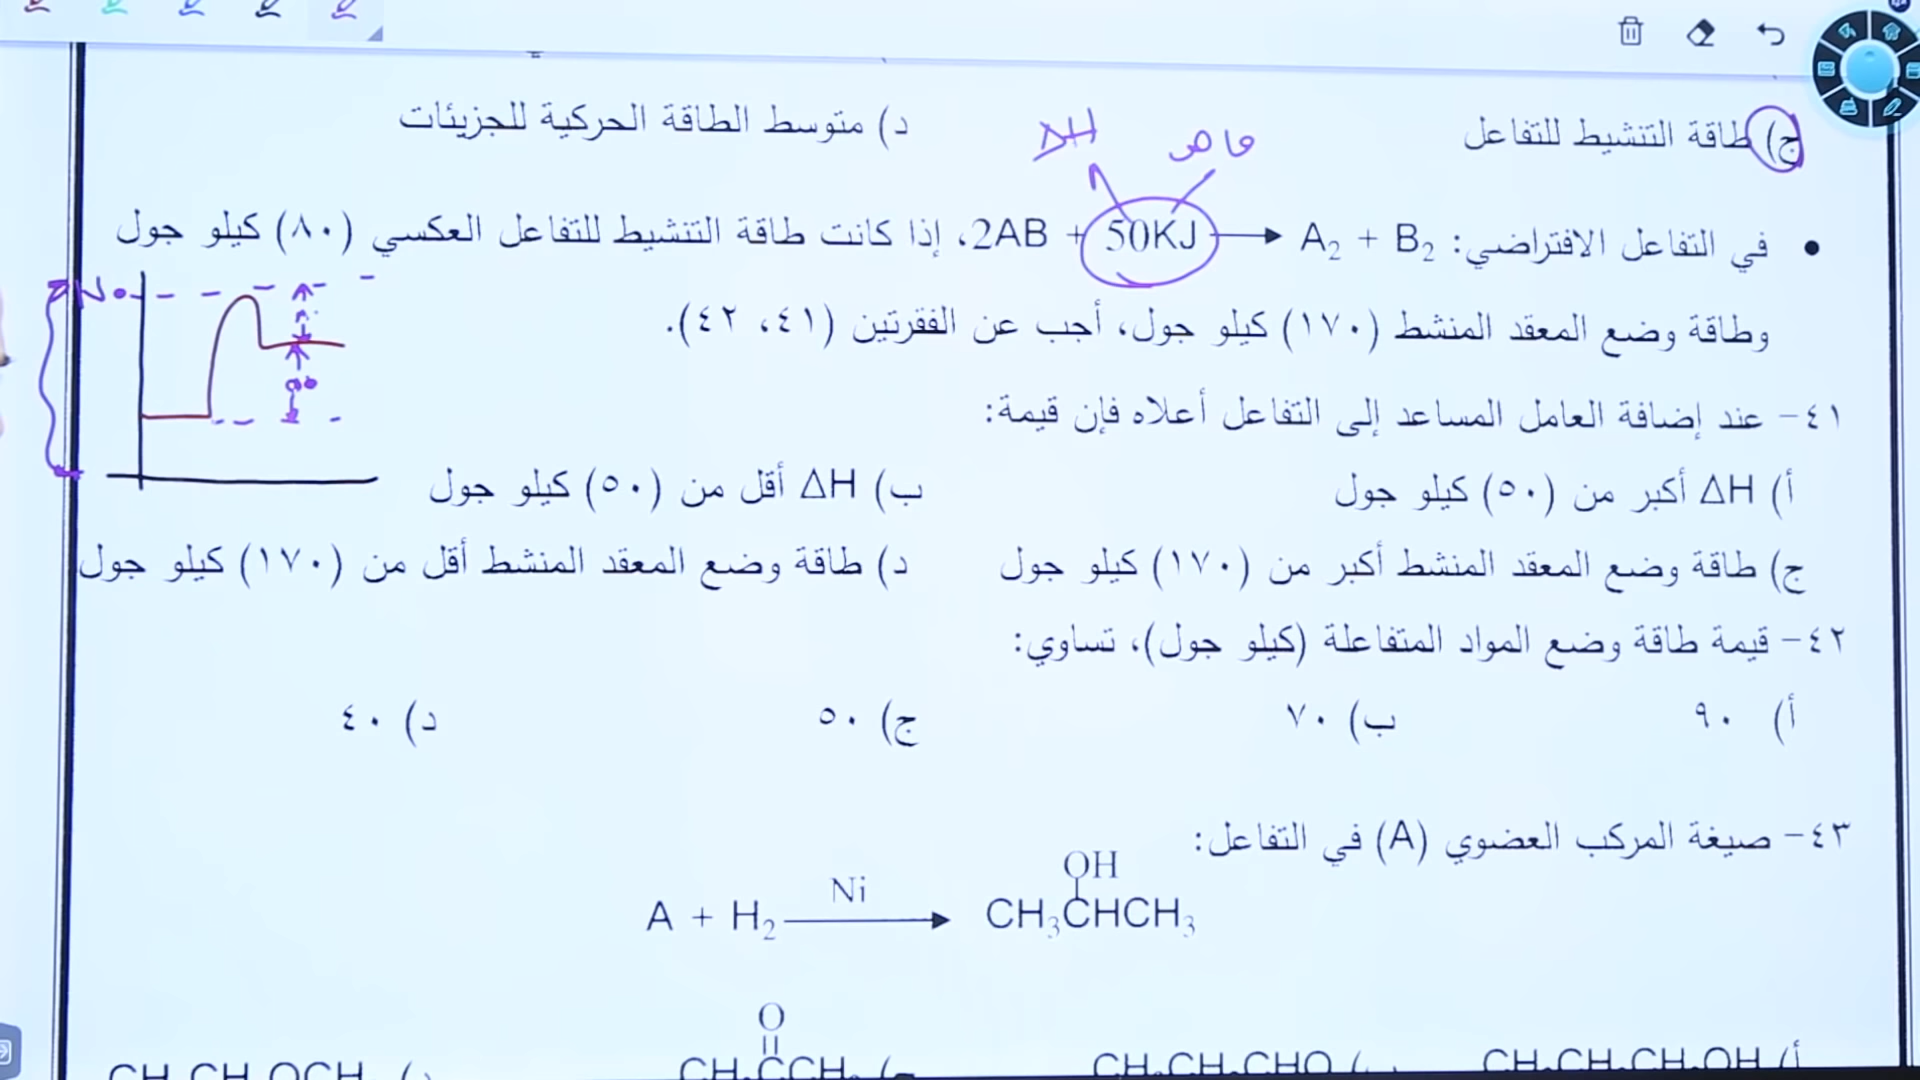 ج) طاقة التنشيط للتفاعل    د) متوسط الطاقة الحركية للجزيئات
ΔH    ماص
• في التفاعل الافتراضي: 2AB + 50KJ → A₂ + B₂، إذا كانت طاقة التنشيط للتفاعل العكسي (٨٠) كيلو جول
وطاقة وضع المعقد المنشط (١٧٠) كيلو جول، أجب عن الفقرتين (٤١، ٤٢).
١٧٠
٨٠
٥٠
٤١- عند إضافة العامل المساعد إلى التفاعل أعلاه فإن قيمة:
أ) ΔH أكبر من (٥٠) كيلو جول    ب) ΔH أقل من (٥٠) كيلو جول
ج) طاقة وضع المعقد المنشط أكبر من (١٧٠) كيلو جول    د) طاقة وضع المعقد المنشط أقل من (١٧٠) كيلو جول
٤٢- قيمة طاقة وضع المواد المتفاعلة (كيلو جول)، تساوي:
أ) ٩٠    ب) ٧٠    ج) ٥٠    د) ٤٠
٤٣- صيغة المركب العضوي (A) في التفاعل:
OH
A + H₂ Ni → CH₃CHCH₃
O